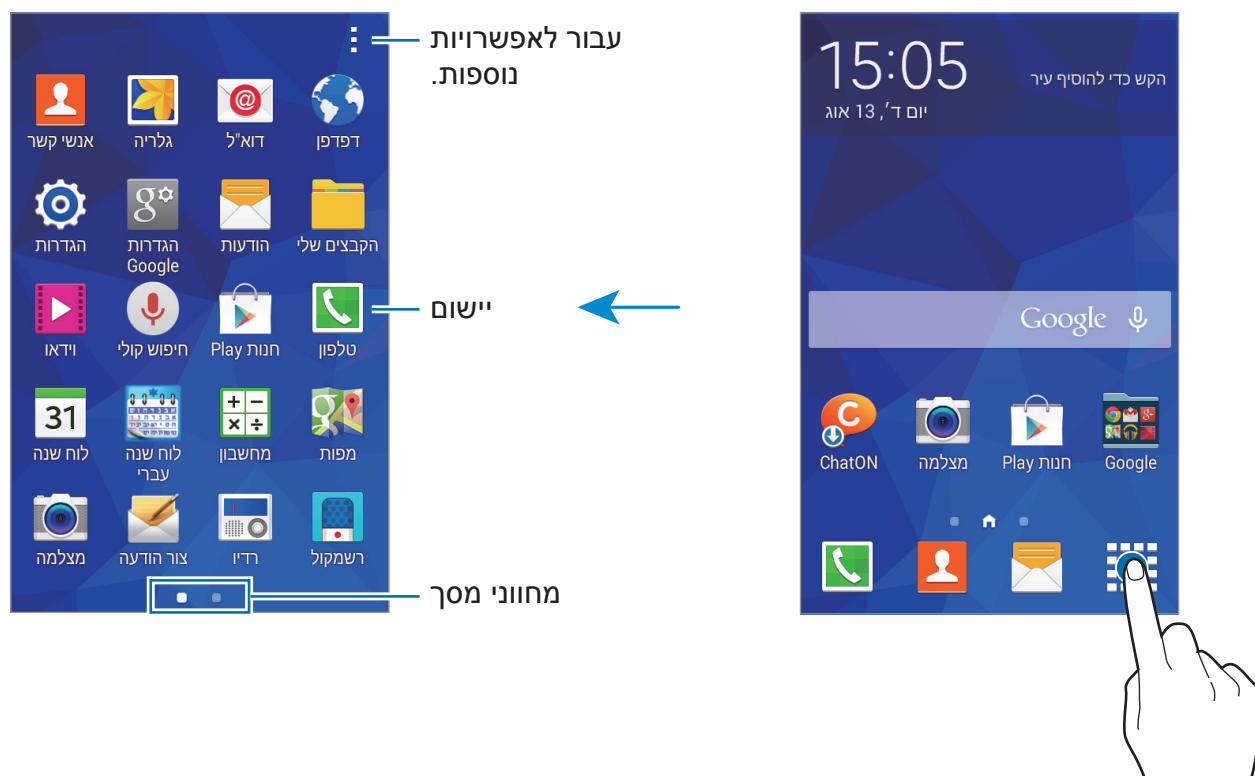 15:05
הקש כדי להוסיף עיר
יום ד׳, 13 אוג
Google
Google
חנות Play
מצלמה
ChatON
עבור לאפשרויות
נוספות.
יישום
מחווני מסך
דפדפן
דוא"ל
גלריה
אנשי קשר
הקבצים שלי
הודעות
הגדרות
Google
הגדרות
טלפון
חנות Play
חיפוש קולי
וידאו
31
מפות
מחשבון
לוח שנה
עברי
לוח שנה
רשמקול
רדיו
צור הודעה
מצלמה